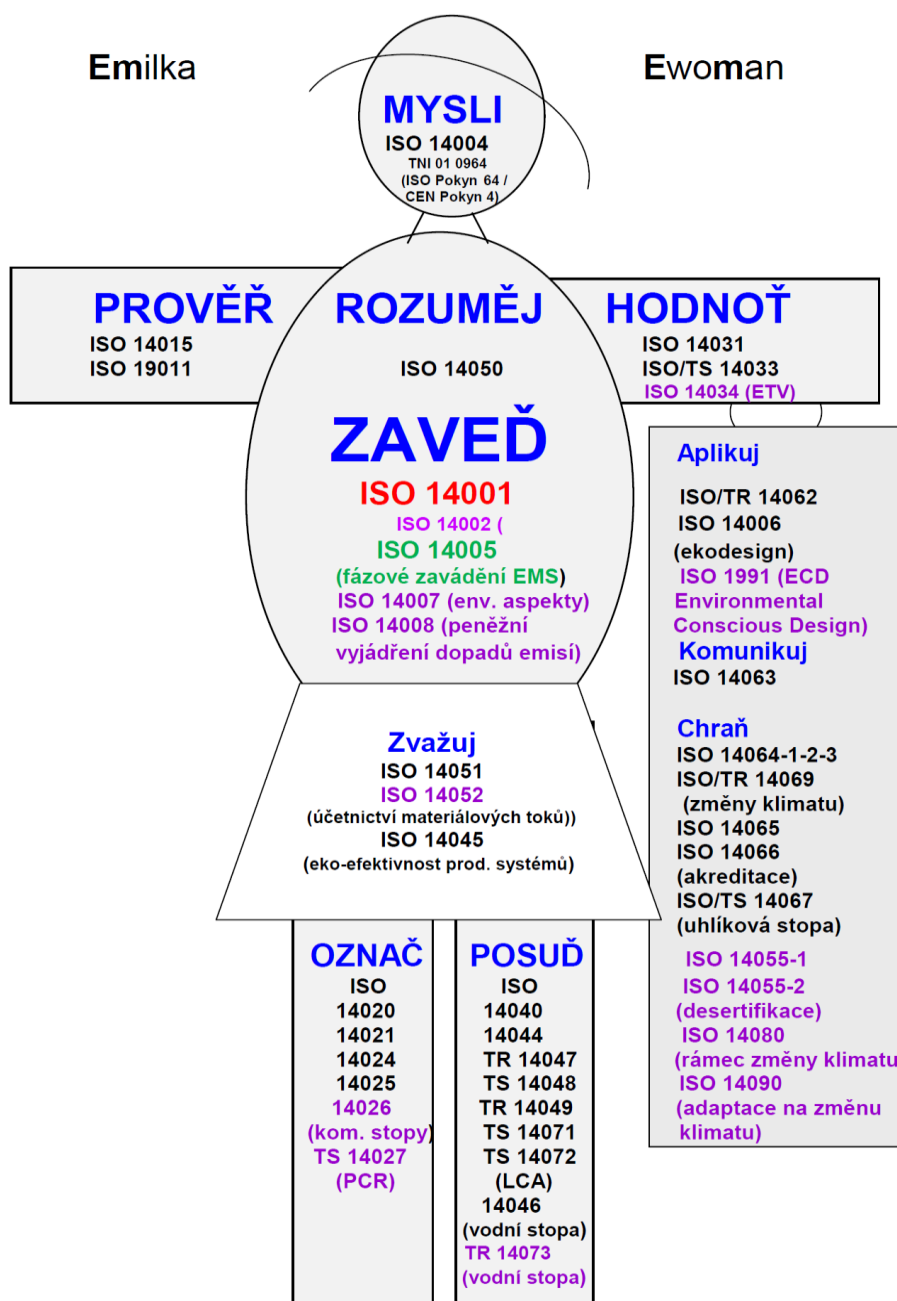 Emilka
Ewoman
MYSLI
ISO 14004
TNI 01 0964
(ISO Pokyn 64 /
CEN Pokyn 4)
PROVĚŘ
ISO 14015
ISO 19011
ROZUMĚJ
ISO 14050
HODNOŤ
ISO 14031
ISO/TS 14033
ISO 14034 (ETV)
ZAVEĎ
ISO 14001
ISO 14002 (
ISO 14005
(fázové zavádění EMS)
ISO 14007 (env. aspekty)
ISO 14008 (peněžní
vyjádření dopadů emisí)
Aplikuj
ISO/TR 14062
ISO 14006
(ekodesign)
ISO 1991 (ECD
Environmental
Conscious Design)
Komunikuj
ISO 14063
Chraň
ISO 14064-1-2-3
ISO/TR 14069
(změny klimatu)
ISO 14065
ISO 14066
(akreditace)
ISO/TS 14067
(uhlíková stopa)
ISO 14055-1
ISO 14055-2
(desertifikace)
ISO 14080
(rámec změny klimatu
ISO 14090
(adaptace na změnu
klimatu)
Zvažuj
ISO 14051
ISO 14052
(účetnictví materiálových toků))
ISO 14045
(eko-efektivnost prod. systémů)
OZNAČ
ISO
14020
14021
14024
14025
14026
(kom. stopy)
TS 14027
(PCR)
POSUĎ
ISO
14040
14044
TR 14047
TS 14048
TR 14049
TS 14071
TS 14072
(LCA)
14046
(vodní stopa)
TR 14073
(vodní stopa)